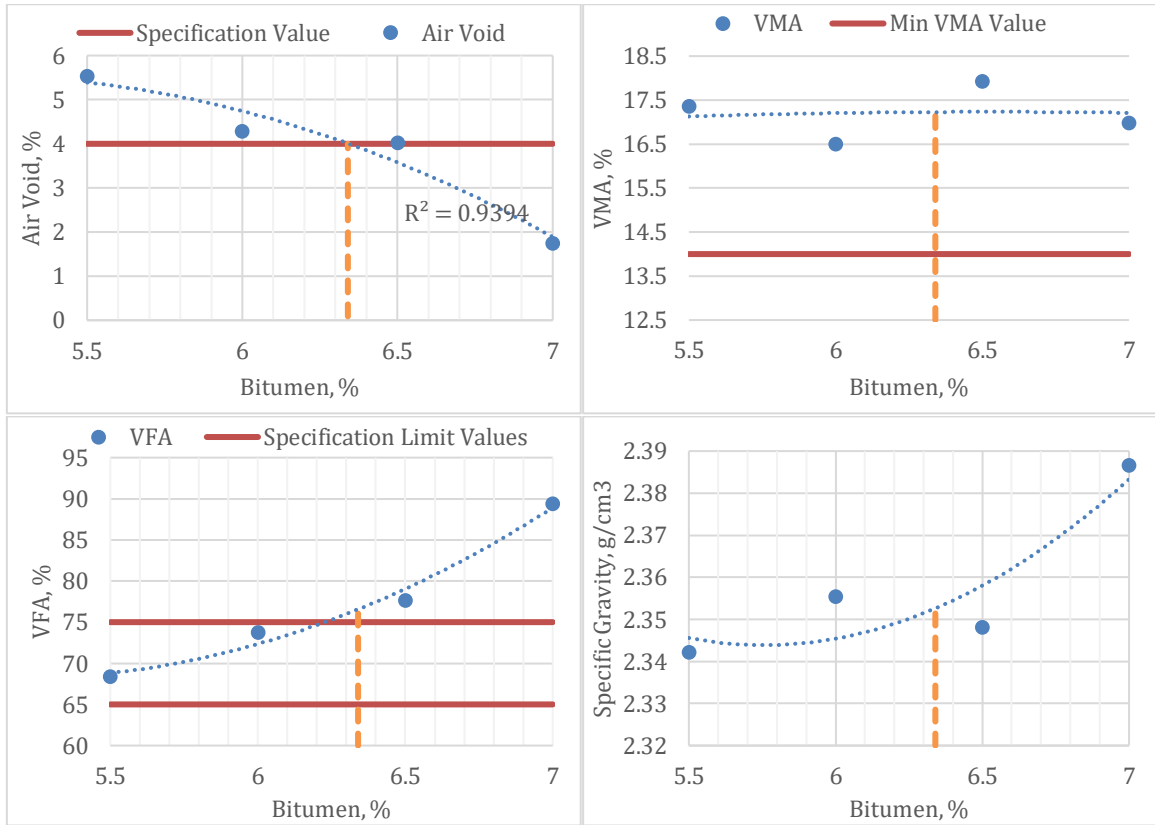 Specification Value Air Void
6
5
4
3
2
1
0
5.5 6 6.5 7
Air Void, %
Bitumen, %
R² = 0.9394
VMA Min VMA Value
18.5
17.5
16.5
15.5
14.5
13.5
12.5
5.5 6 6.5 7
VMA, %
Bitumen, %
VFA Specification Limit Values
95
90
85
80
75
70
65
60
5.5 6 6.5 7
VFA, %
Bitumen, %
2.39
2.38
2.37
2.36
2.35
2.34
2.33
2.32
5.5 6 6.5 7
Specific Gravity, g/cm3
Bitumen, %